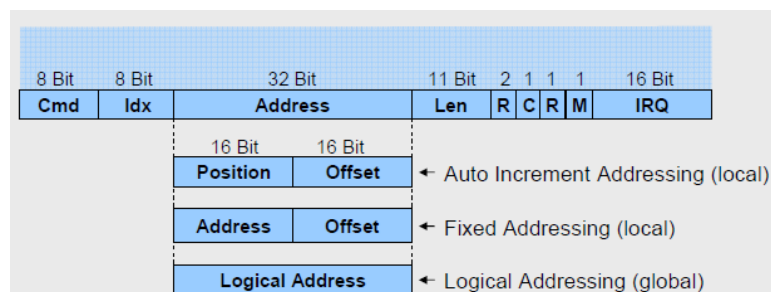 8 Bit 8 Bit 32 Bit 11 Bit 2 1 1 1 16 Bit
Cmd Idx Address Len R C R M IRQ
16 Bit 16 Bit
Position Offset ← Auto Increment Addressing (local)
Address Offset ← Fixed Addressing (local)
Logical Address ← Logical Addressing (global)